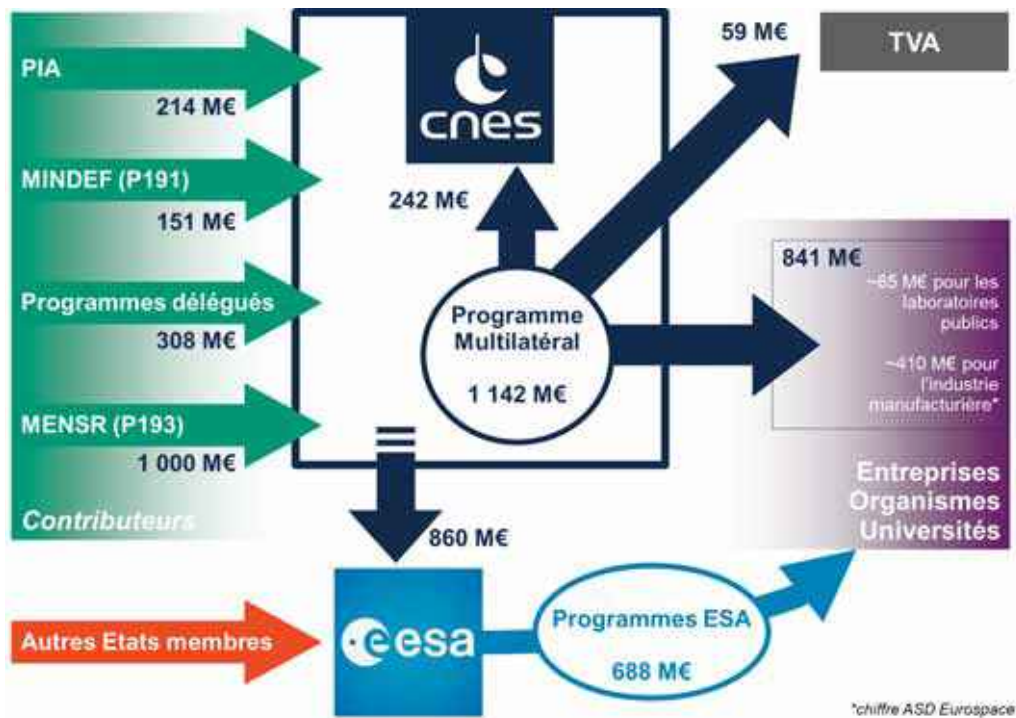 PIA
214 M€
MINDEF (P191)
151 M€
Programmes délégués
308 M€
MENSR (P193)
1 000 M€
Contributeurs
cnes
242 M€
59 M€
TVA
Programme
Multilatéral
1 142 M€
841 M€
~65 M€ pour les
laboratoires
publics
~410 M€ pour
l'industrie
manufacturière*
Entreprises
Organismes
Universités
860 M€
Autres Etats membres
esa
Programmes ESA
688 M€
*chiffre ASD Eurospace